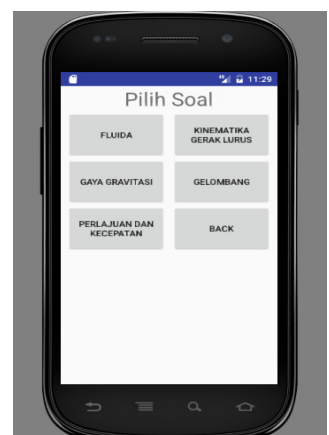 11:29
Pilih Soal
FLUIDA
KINEMATIKA
GERAK LURUS
GAYA GRAVITASI
GELOMBANG
PERLAJUAN DAN
KECEPATAN
BACK